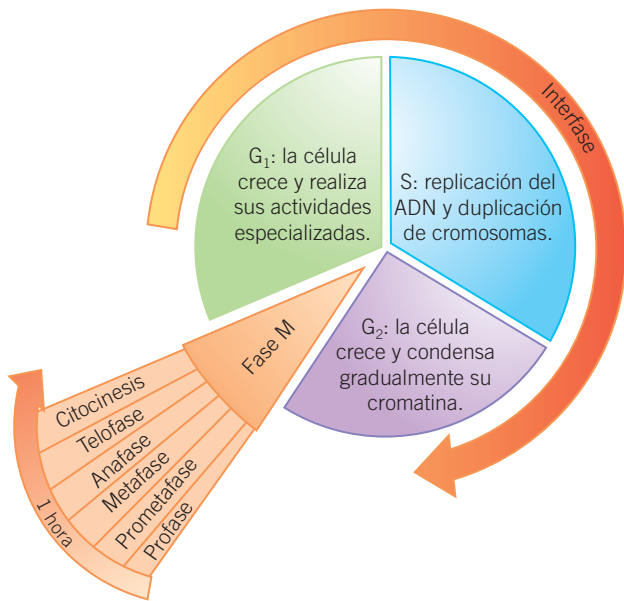 Interfase
G₁: la célula
crece y realiza
sus actividades
especializadas.
S: replicación del
ADN y duplicación
de cromosomas.
G₂: la célula
crece y condensa
gradualmente su
cromatina.
Fase M
Citocinesis
Telofase
Anafase
Metafase
Prometafase
Profase
1 hora